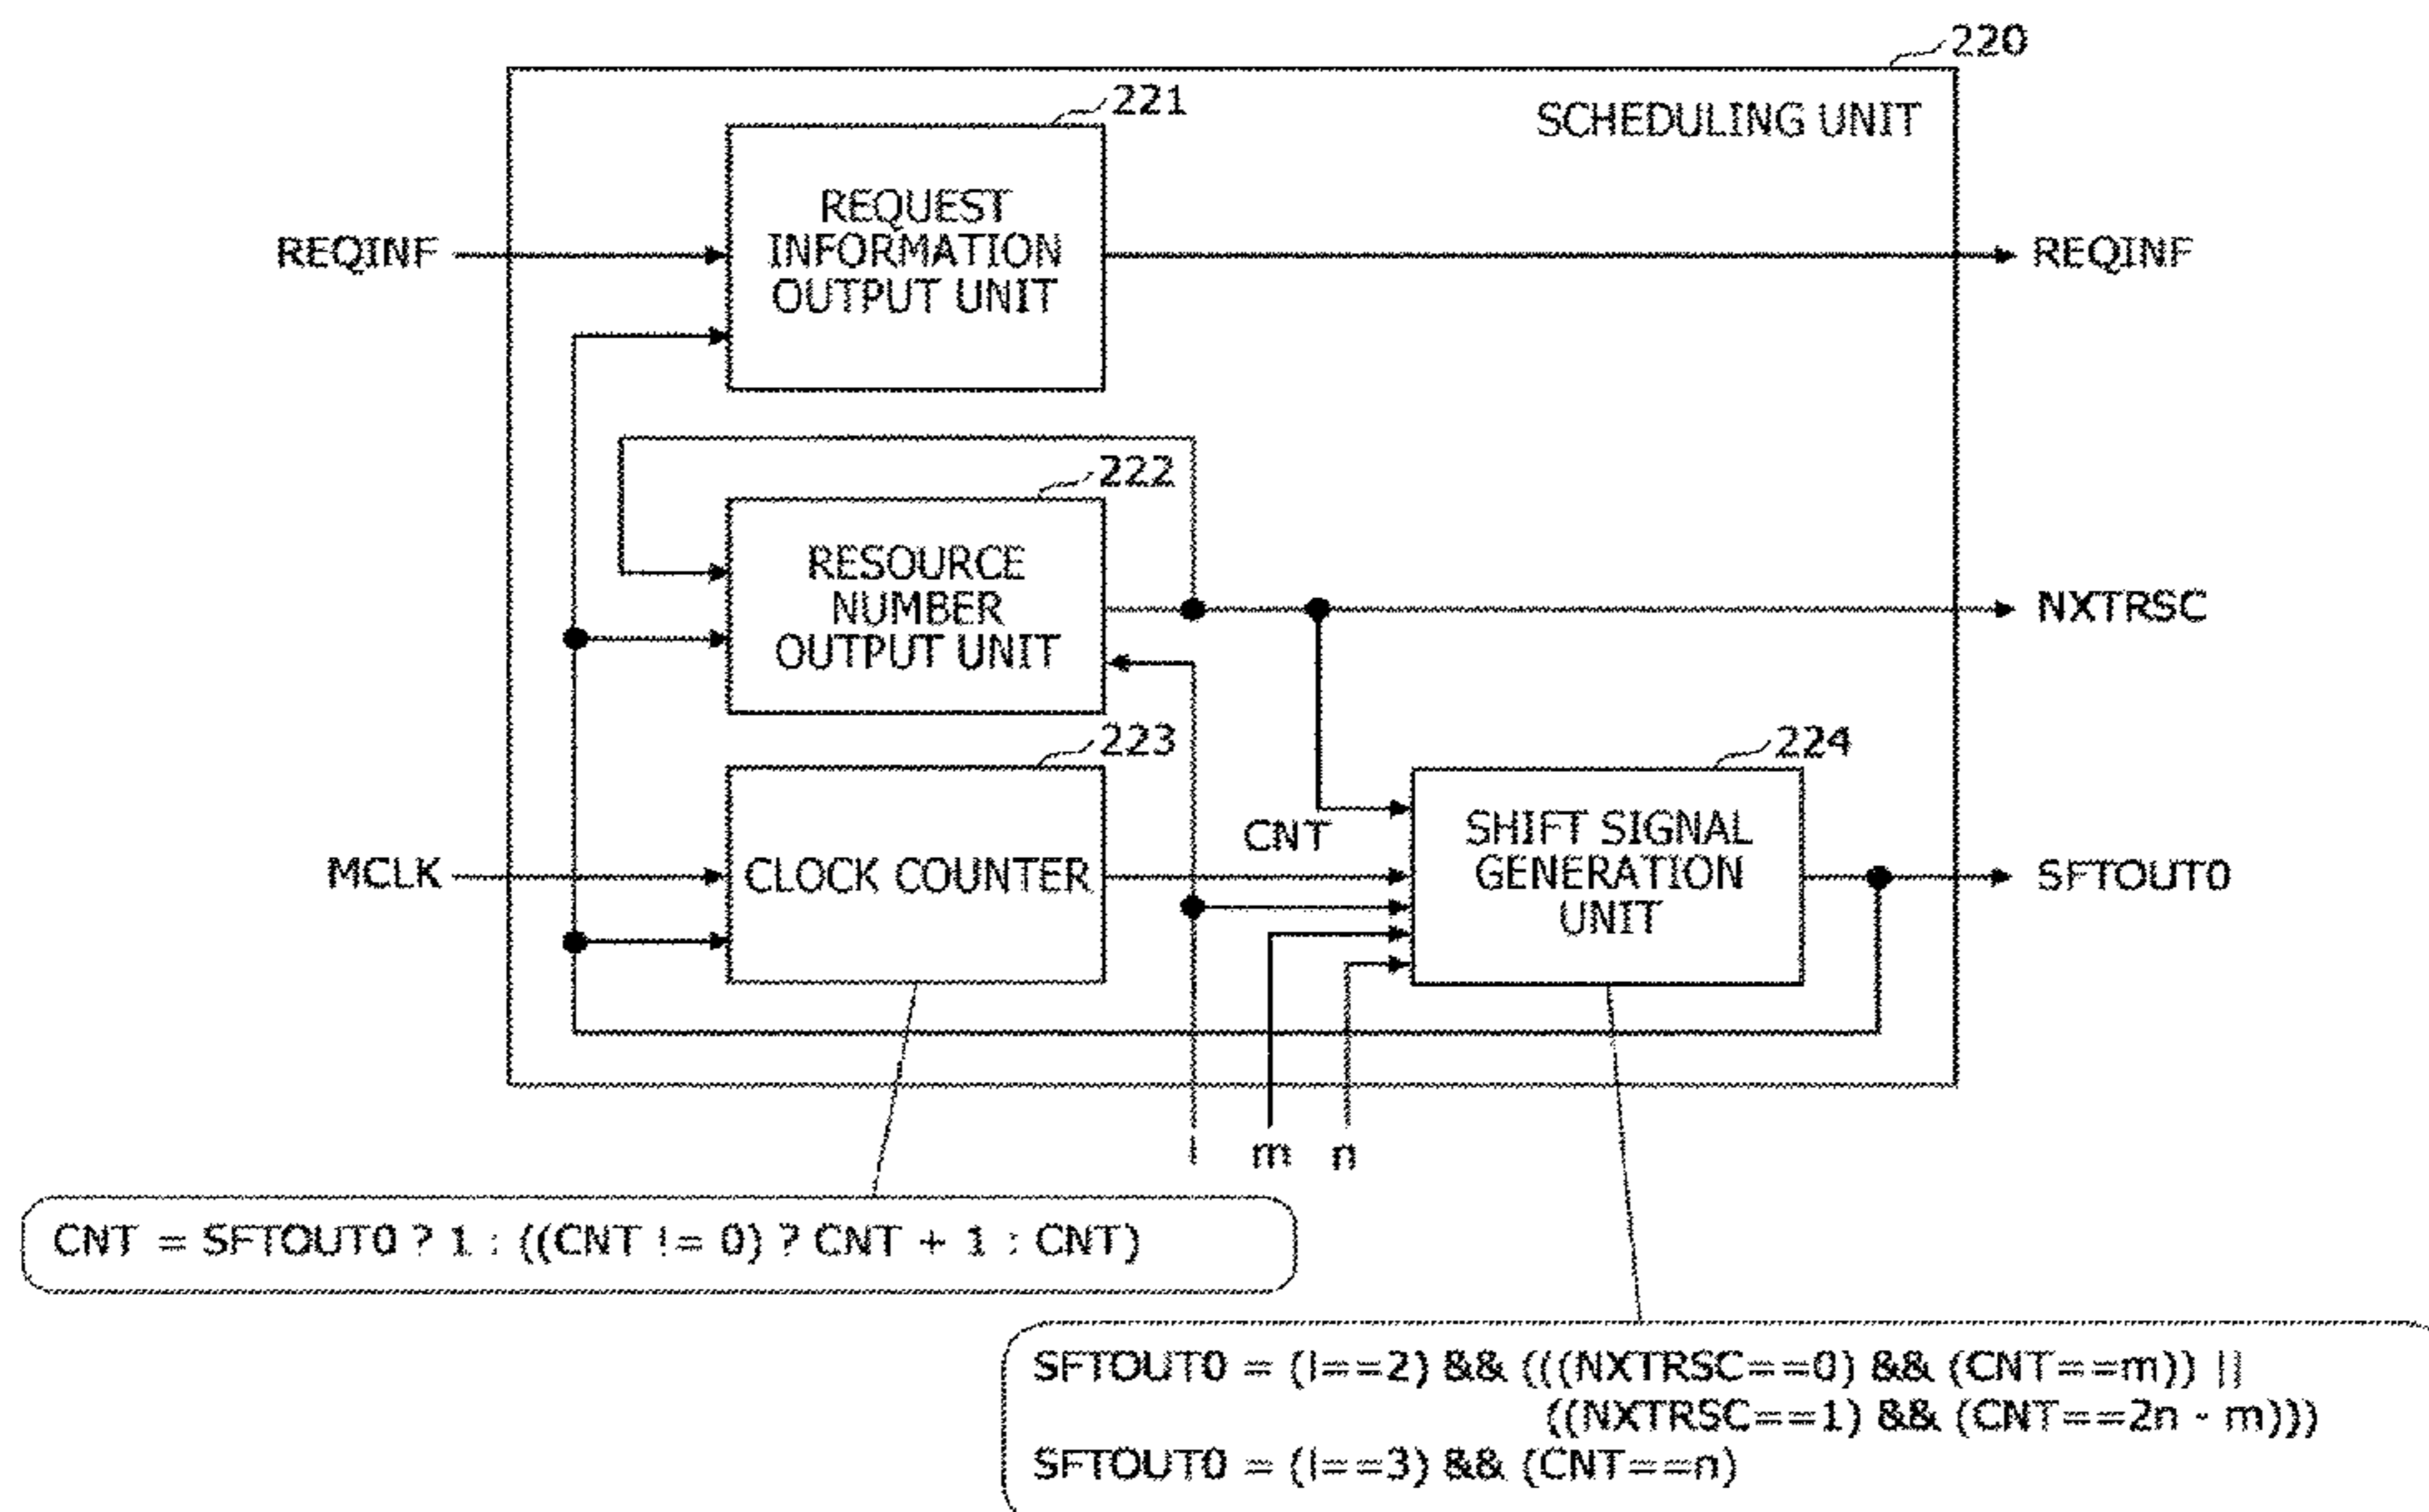 220
SCHEDULING UNIT
221
REQUEST
INFORMATION
OUTPUT UNIT
REQINF
REQINF
222
RESOURCE
NUMBER
OUTPUT UNIT
NXTRSC
223
CLOCK COUNTER
MCLK
CNT
224
SHIFT SIGNAL
GENERATION
UNIT
SFTOUT0
l
m
n
CNT = SFTOUT0 ? 1 : ((CNT != 0) ? CNT + 1 : CNT)
SFTOUT0 = (l==2) && (((NXTRSC==0) && (CNT==m)) ||
((NXTRSC==1) && (CNT==2n - m)))
SFTOUT0 = (l==3) && (CNT==n)